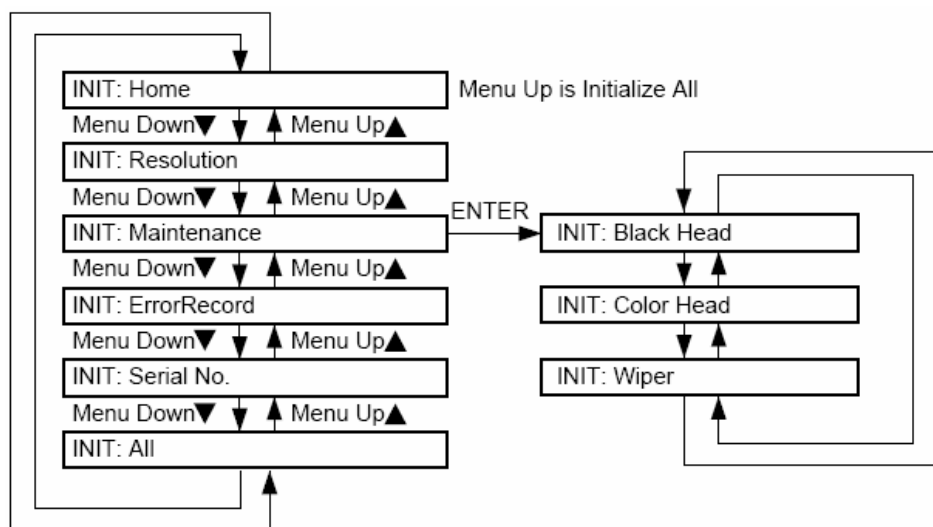 INIT: Home
Menu Up is Initialize All
Menu Down▼ Menu Up▲
INIT: Resolution
Menu Down▼ Menu Up▲
INIT: Maintenance
ENTER
Menu Down▼ Menu Up▲
INIT: ErrorRecord
Menu Down▼ Menu Up▲
INIT: Serial No.
Menu Down▼ Menu Up▲
INIT: All
INIT: Black Head
INIT: Color Head
INIT: Wiper